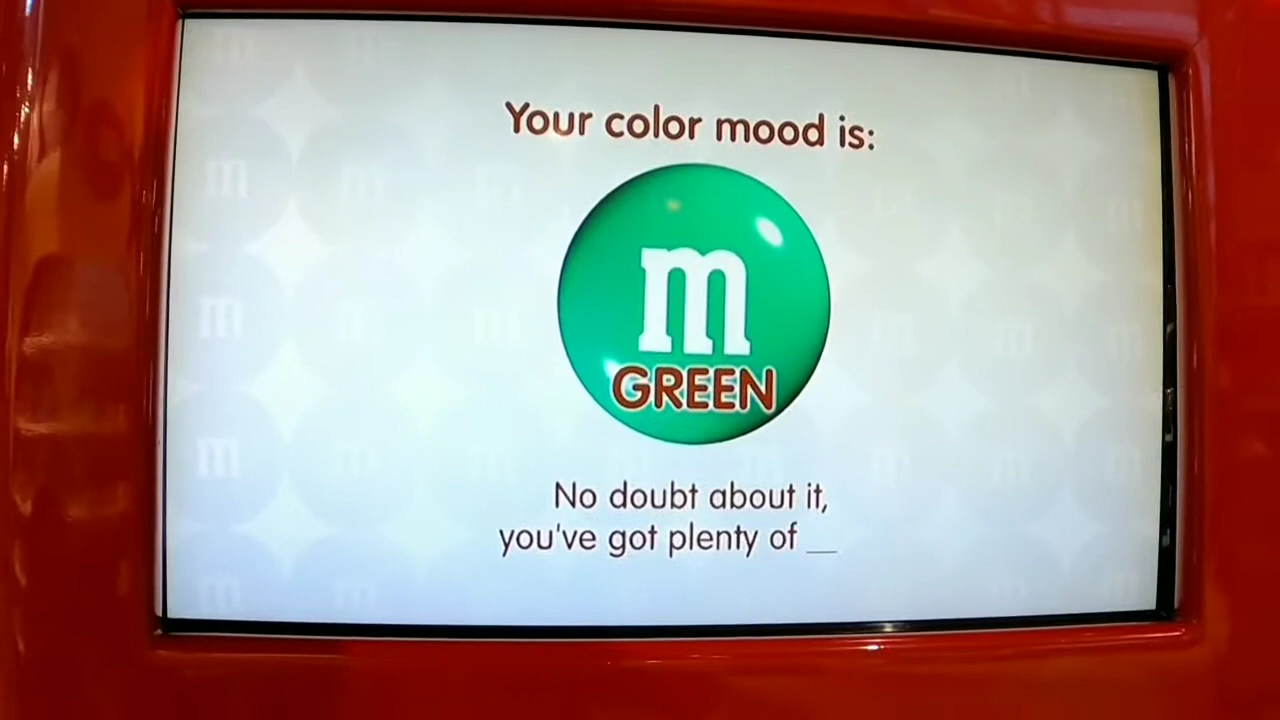 Your color mood is:
m
GREEN
No doubt about it,
you've got plenty of __